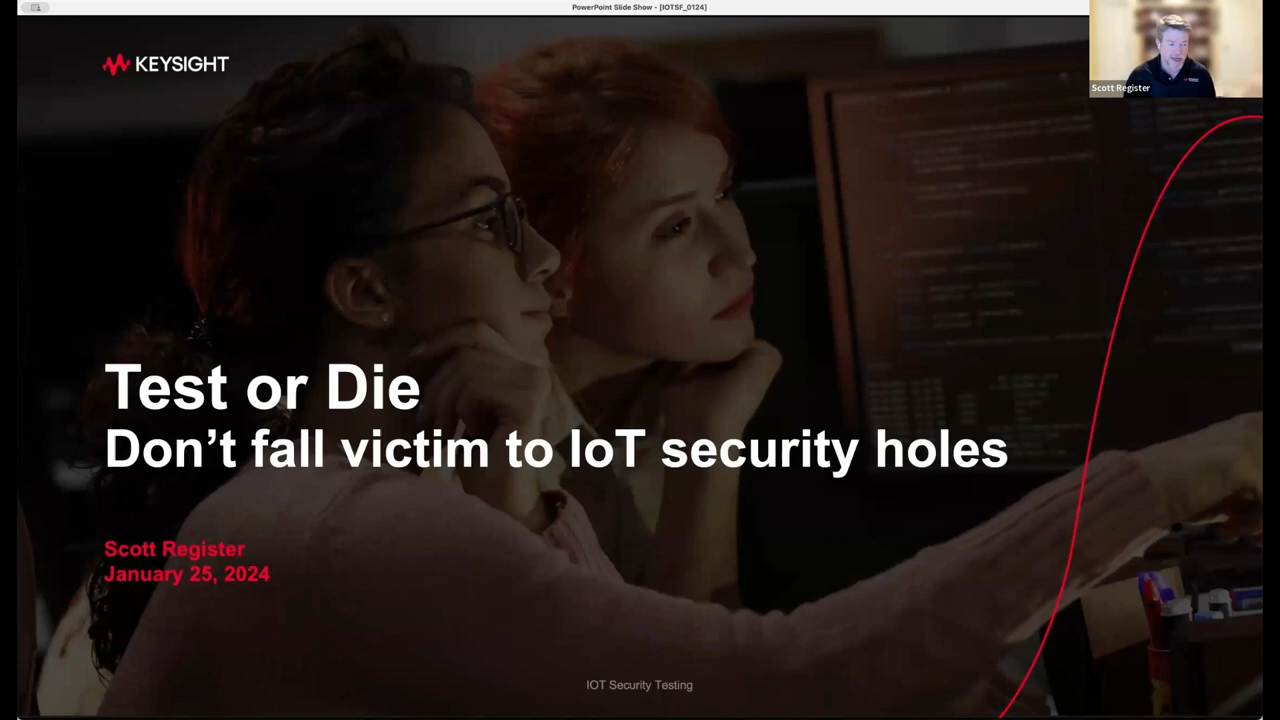 PowerPoint Slide Show - [IOTSF_0124]
KEYSIGHT
Scott Register
Test or Die
Don’t fall victim to IoT security holes
Scott Register
January 25, 2024
IOT Security Testing